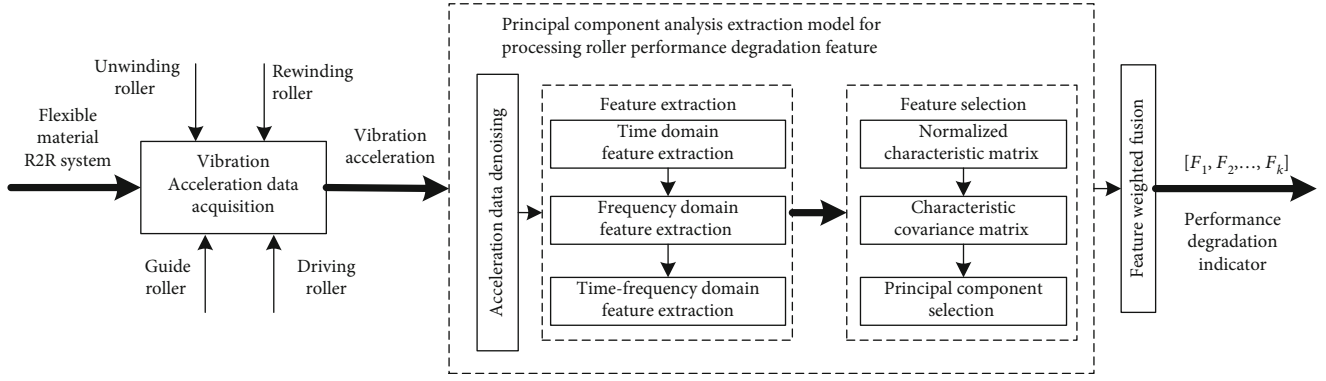 Principal component analysis extraction model for
processing roller performance degradation feature
Unwinding
roller
Rewinding
roller
Flexible
material
R2R system
Vibration
Acceleration data
acquisition
Guide
roller
Driving
roller
Vibration
acceleration
Acceleration data denoising
Feature extraction
Time domain
feature extraction
Frequency domain
feature extraction
Time-frequency domain
feature extraction
Feature selection
Normalized
characteristic matrix
Characteristic
covariance matrix
Principal component
selection
Feature weighted fusion
[F₁, F₂,..., Fₖ]
Performance
degradation
indicator